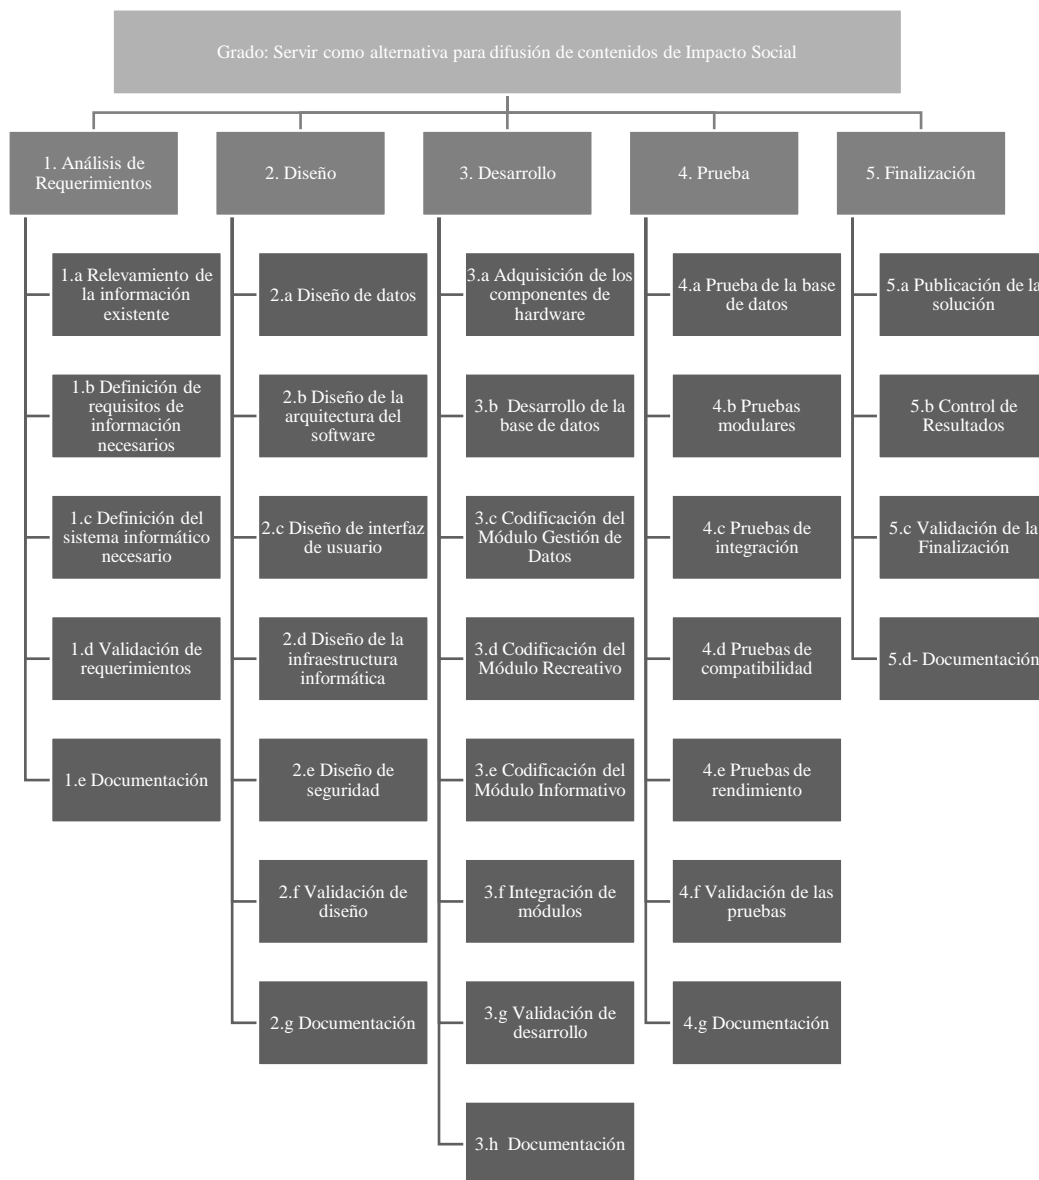 Grado: Servir como alternativa para difusión de contenidos de Impacto Social
1. Análisis de
Requerimientos
2. Diseño
3. Desarrollo
4. Prueba
5. Finalización
1.a Relevamiento de
la información
existente
1.b Definición de
requisitos de
información
necesarios
1.c Definición del
sistema informático
necesario
1.d Validación de
requerimientos
1.e Documentación
2.a Diseño de datos
2.b Diseño de la
arquitectura del
software
2.c Diseño de interfaz
de usuario
2.d Diseño de la
infraestructura
informática
2.e Diseño de
seguridad
2.f Validación de
diseño
2.g Documentación
3.a Adquisición de los
componentes de
hardware
3.b  Desarrollo de la
base de datos
3.c Codificación del
Módulo Gestión de
Datos
3.d Codificación del
Módulo Recreativo
3.e Codificación del
Módulo Informativo
3.f Integración de
módulos
3.g Validación de
desarrollo
3.h  Documentación
4.a Prueba de la base
de datos
4.b Pruebas
modulares
4.c Pruebas de
integración
4.d Pruebas de
compatibilidad
4.e Pruebas de
rendimiento
4.f Validación de las
pruebas
4.g Documentación
5.a Publicación de la
solución
5.b Control de
Resultados
5.c Validación de la
Finalización
5.d- Documentación